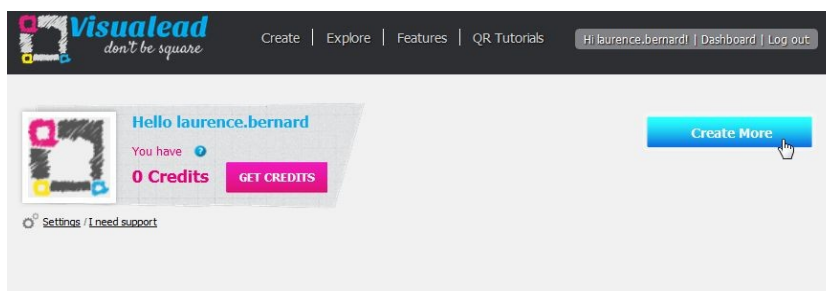 Visualead
don't be square
Create | Explore | Features | QR Tutorials
Hi laurence.bernard! | Dashboard | Log out
Hello laurence.bernard
You have ?
0 Credits
GET CREDITS
Create More
Settings / I need support